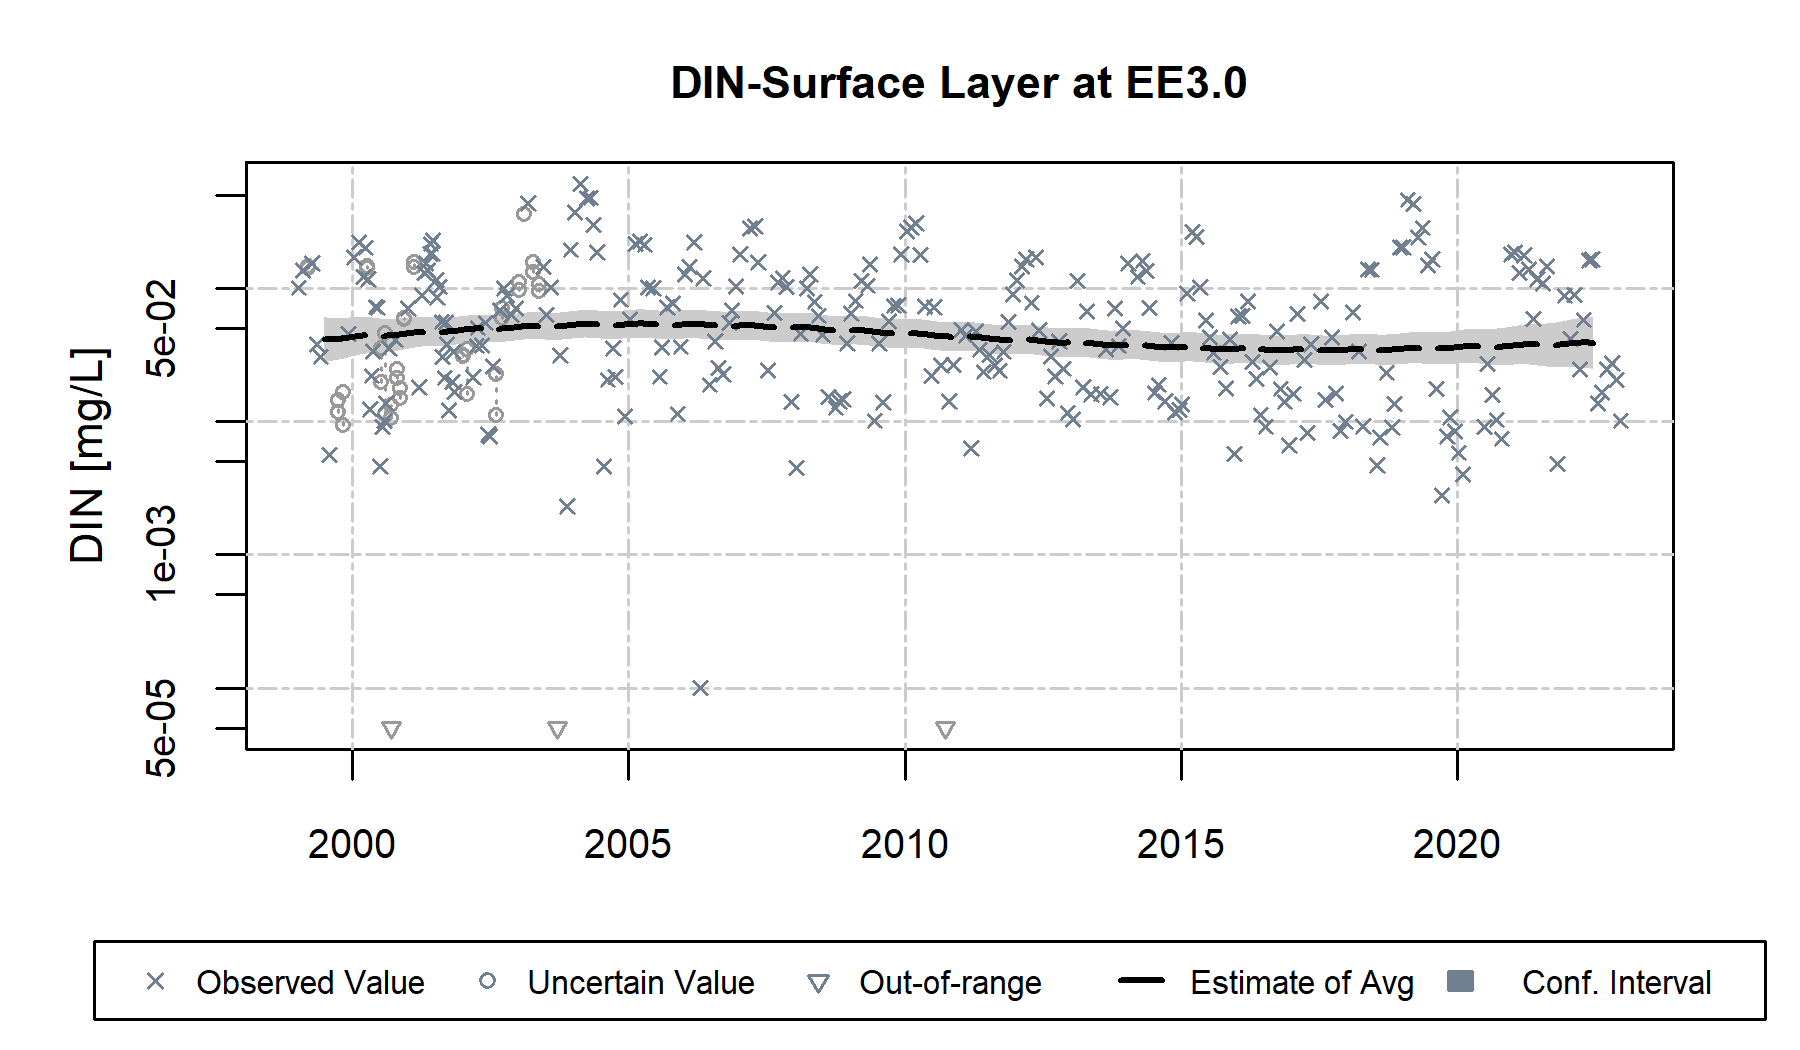 DIN-Surface Layer at EE3.0
DIN [mg/L]
5e-02
1e-03
5e-05
2000 2005 2010 2015 2020
Observed Value Uncertain Value Out-of-range Estimate of Avg Conf. Interval